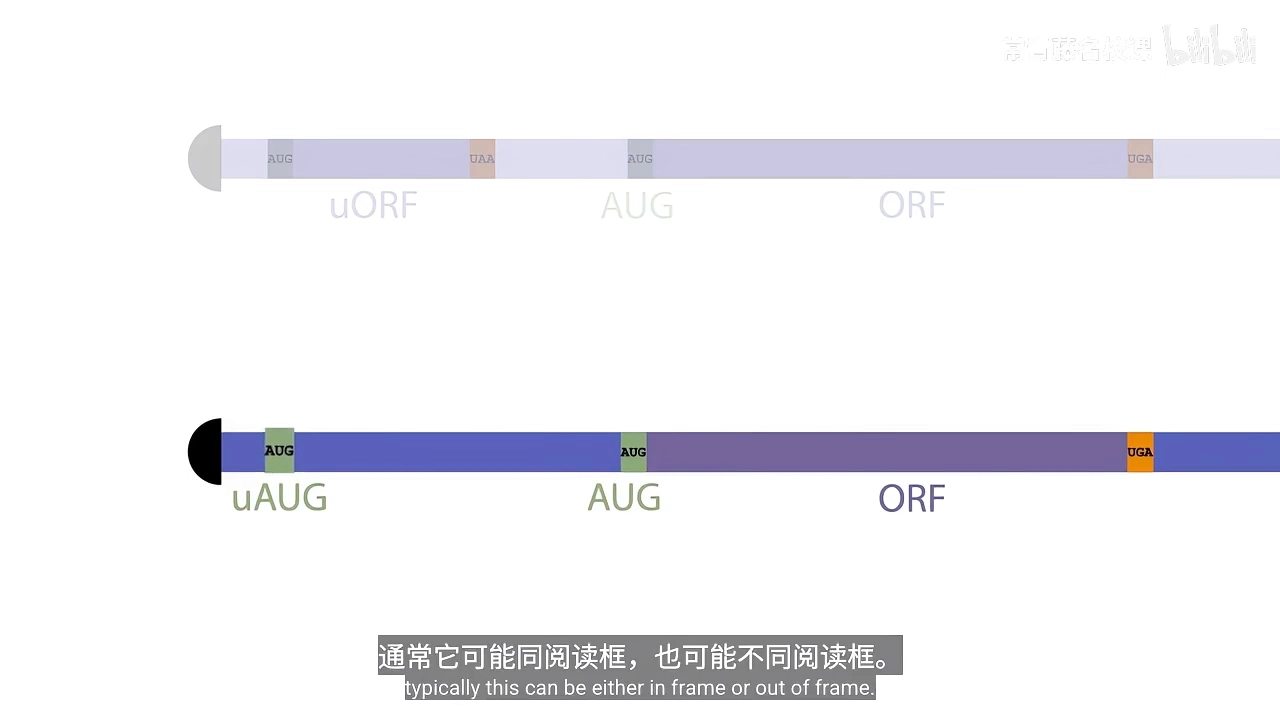 bilibili
AUG UAA AUG UGA
uORF AUG ORF
AUG AUG UGA
uAUG AUG ORF
通常它可能同阅读框，也可能不同阅读框。
typically this can be either in frame or out of frame.